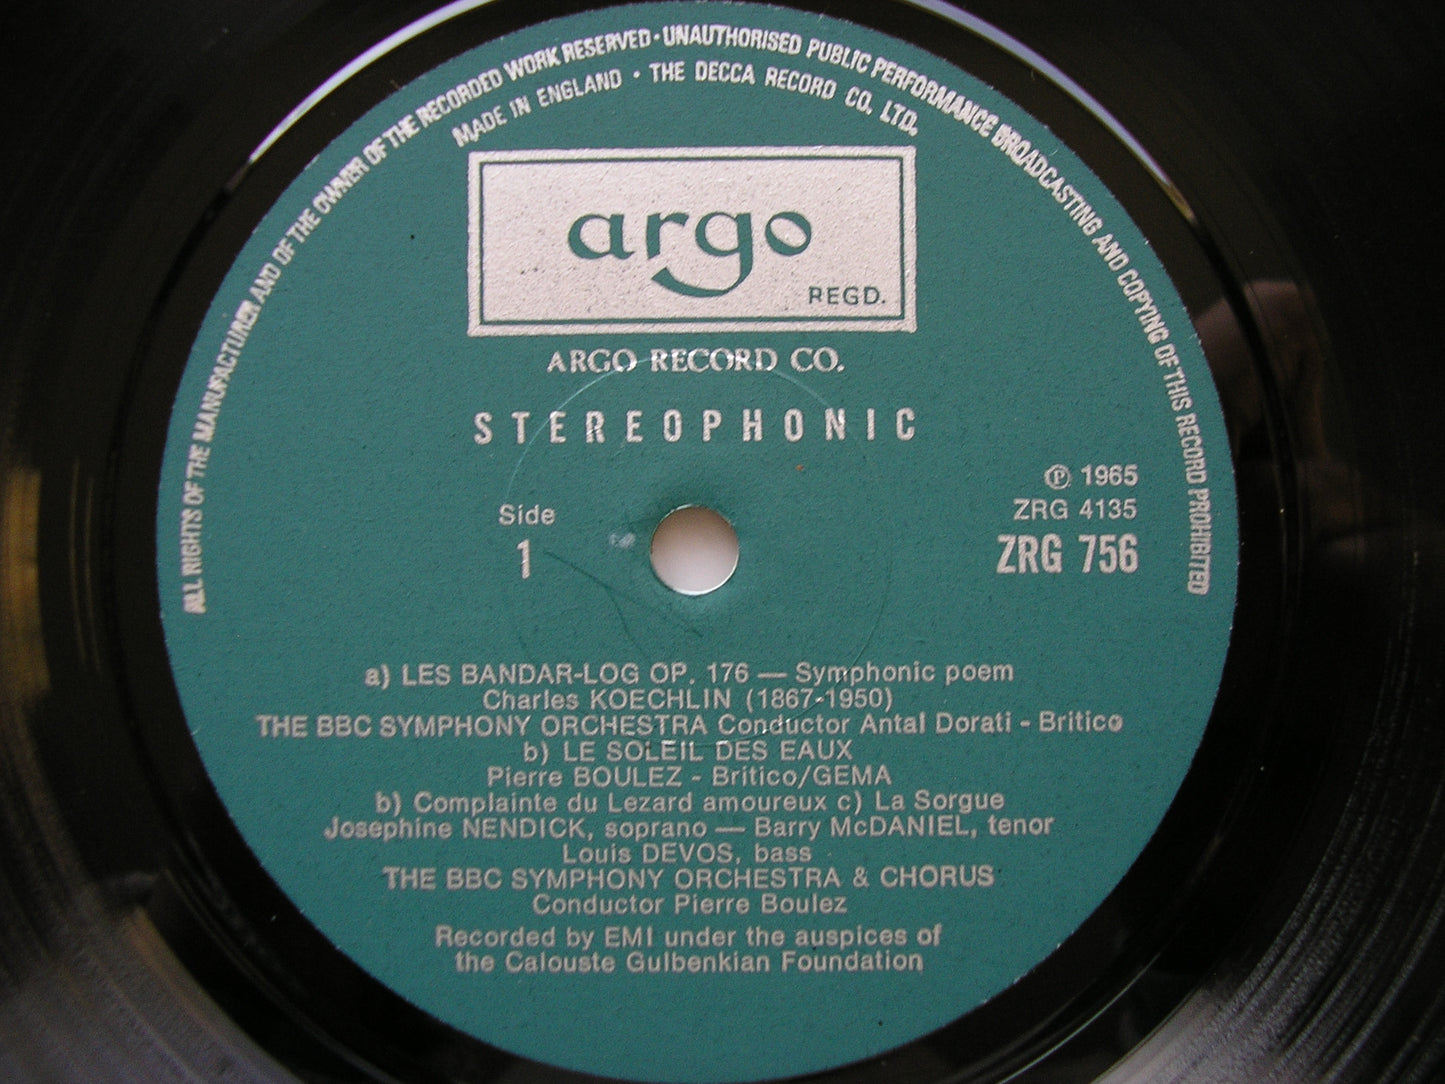 ALL RIGHTS OF THE MANUFACTURER AND OF THE OWNER OF THE RECORDED WORK RESERVED · UNAUTHORISED PUBLIC PERFORMANCE BROADCASTING AND COPYING OF THIS RECORD PROHIBITED
MADE IN ENGLAND · THE DECCA RECORD CO. LTD.
argo
REGD.
ARGO RECORD CO.
STEREOPHONIC
℗ 1965
Side
ZRG 4135
1
ZRG 756
a) LES BANDAR-LOG OP. 176 — Symphonic poem
Charles KOECHLIN (1867-1950)
THE BBC SYMPHONY ORCHESTRA Conductor Antal Dorati - Britico
b) LE SOLEIL DES EAUX
Pierre BOULEZ - Britico/GEMA
b) Complainte du Lezard amoureux c) La Sorgue
Josephine NENDICK, soprano — Barry McDANIEL, tenor
Louis DEVOS, bass
THE BBC SYMPHONY ORCHESTRA & CHORUS
Conductor Pierre Boulez
Recorded by EMI under the auspices of
the Calouste Gulbenkian Foundation